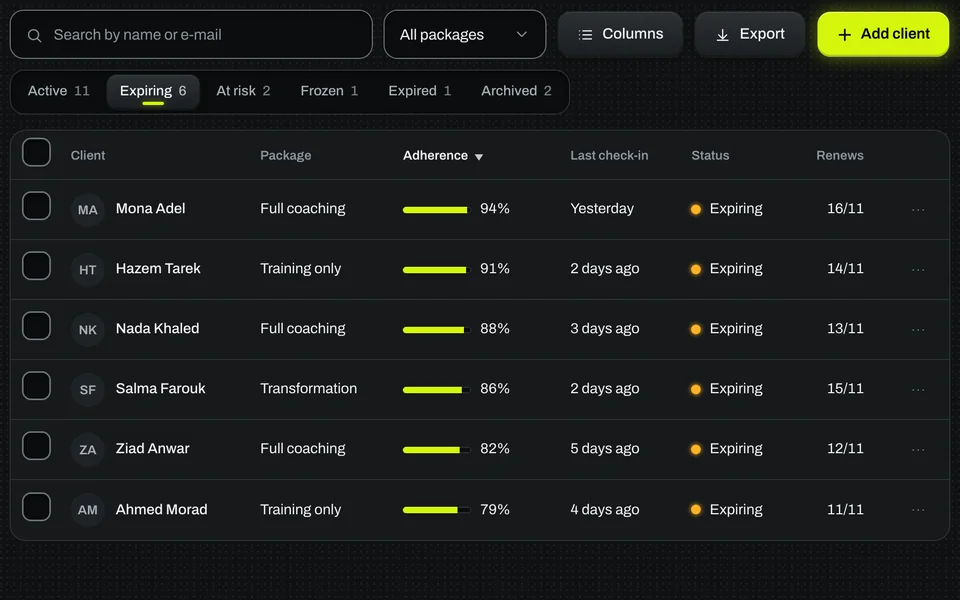 Search by name or e-mail All packages Columns Export + Add client
Active 11 Expiring 6 At risk 2 Frozen 1 Expired 1 Archived 2
Client Package Adherence ▼ Last check-in Status Renews
MA Mona Adel Full coaching 94% Yesterday Expiring 16/11 ...
HT Hazem Tarek Training only 91% 2 days ago Expiring 14/11 ...
NK Nada Khaled Full coaching 88% 3 days ago Expiring 13/11 ...
SF Salma Farouk Transformation 86% 2 days ago Expiring 15/11 ...
ZA Ziad Anwar Full coaching 82% 5 days ago Expiring 12/11 ...
AM Ahmed Morad Training only 79% 4 days ago Expiring 11/11 ...